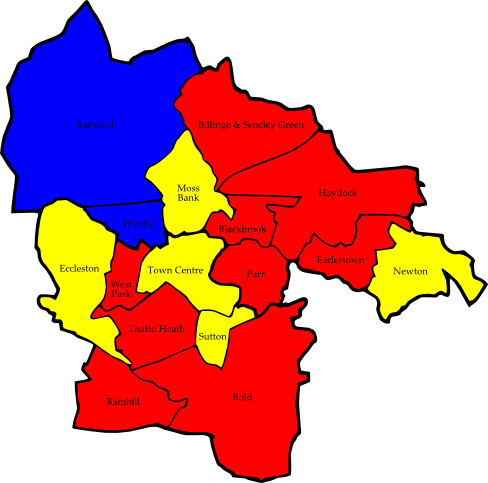 Rainford
Billinge & Seneley Green
Moss
Bank
Haydock
Windle
Blackbrook
Eccleston
Town Centre
Parr
Earlestown
Newton
West
Park
Thatto Heath
Sutton
Rainhill
Bold